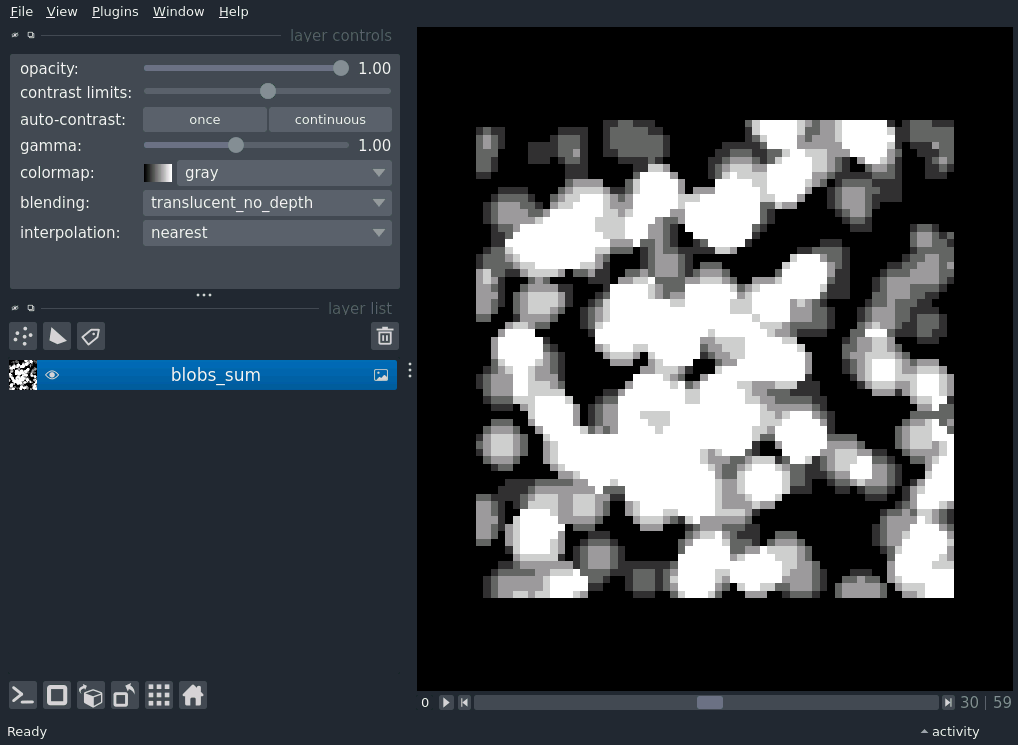 File View Plugins Window Help
layer controls
opacity: 1.00
contrast limits:
auto-contrast: once continuous
gamma: 1.00
colormap: gray
blending: translucent_no_depth
interpolation: nearest
layer list
blobs_sum
0 30 | 59
Ready activity